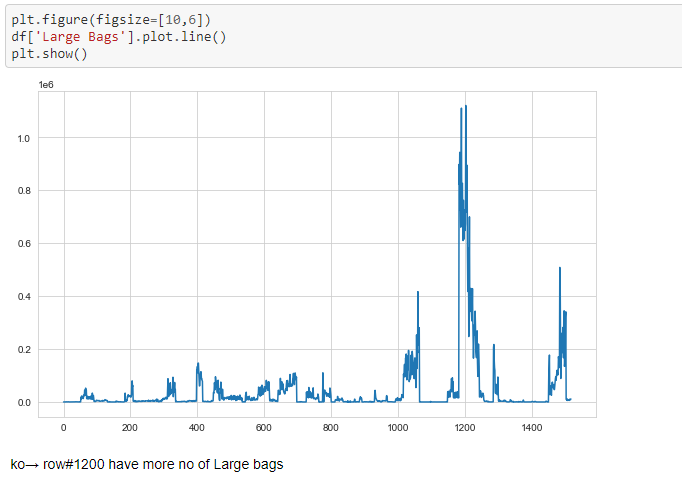 plt.figure(figsize=[10,6])
df['Large Bags'].plot.line()
plt.show()
1e6
1.0
0.8
0.6
0.4
0.2
0.0
0 200 400 600 800 1000 1200 1400
ko→ row#1200 have more no of Large bags